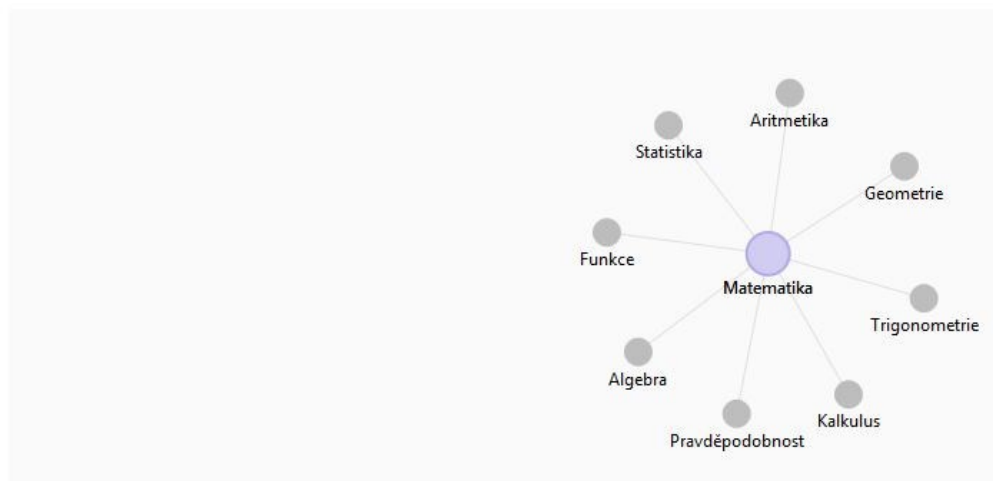 Aritmetika
Statistika
Geometrie
Funkce
Matematika
Trigonometrie
Algebra
Kalkulus
Pravděpodobnost